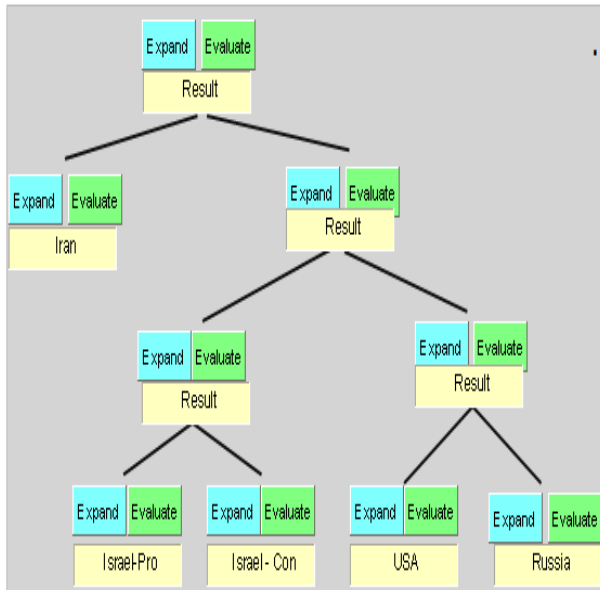 Expand Evaluate
Result
Expand Evaluate
Iran
Expand Evaluate
Result
Expand Evaluate
Result
Expand Evaluate
Result
Expand Evaluate
Israel-Pro
Expand Evaluate
Israel - Con
Expand Evaluate
USA
Expand Evaluate
Russia